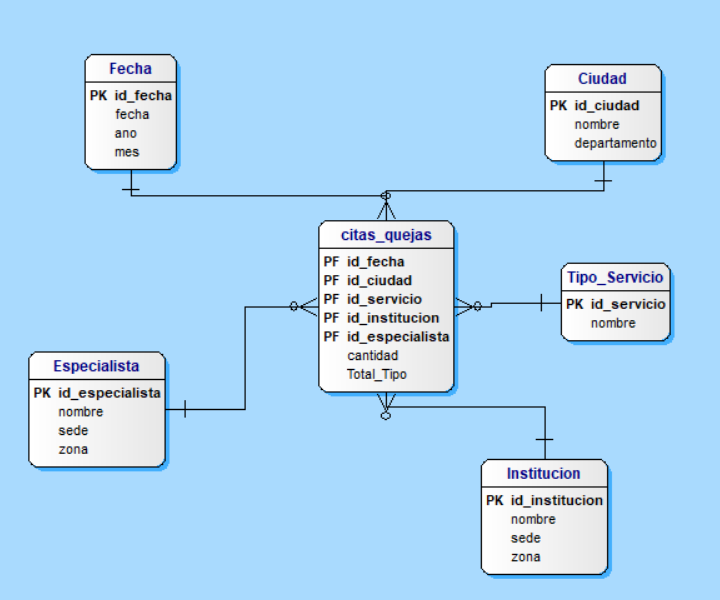 Fecha
PK id_fecha
fecha
ano
mes
Ciudad
PK id_ciudad
nombre
departamento
citas_quejas
PF id_fecha
PF id_ciudad
PF id_servicio
PF id_institucion
PF id_especialista
cantidad
Total_Tipo
Tipo_Servicio
PK id_servicio
nombre
Especialista
PK id_especialista
nombre
sede
zona
Institucion
PK id_institucion
nombre
sede
zona